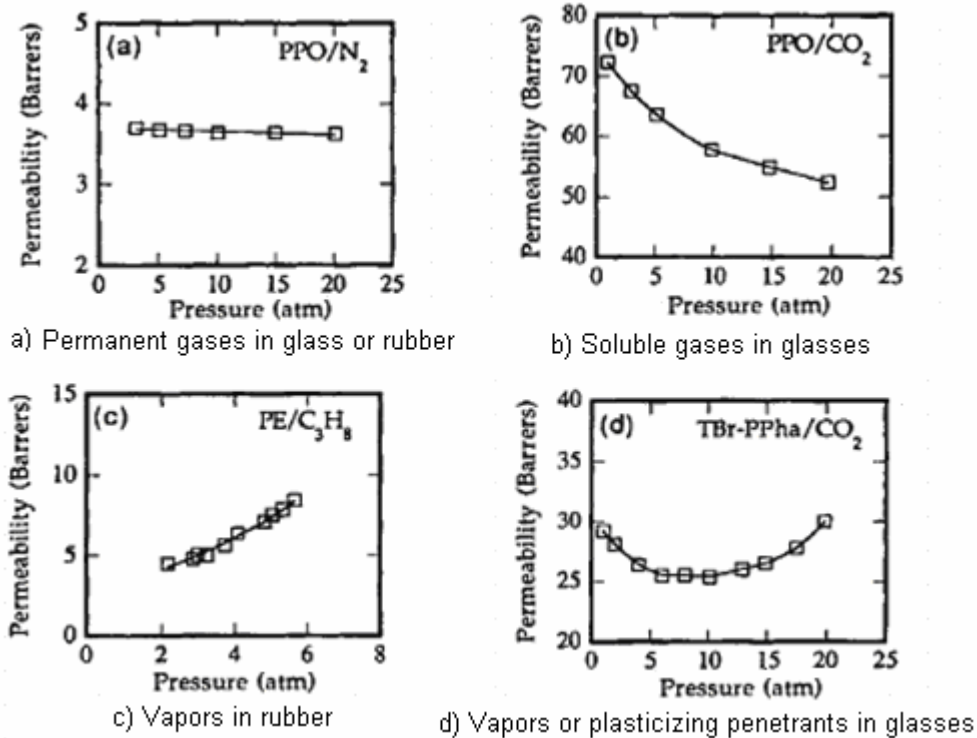 (a) PPO/N2
Permeability (Barrers)
5
4
3
2
0 5 10 15 20 25
Pressure (atm)
a) Permanent gases in glass or rubber
(b) PPO/CO2
Permeability (Barrers)
80
70
60
50
40
0 5 10 15 20 25
Pressure (atm)
b) Soluble gases in glasses
(c) PE/C3H8
Permeability (Barrers)
15
10
5
0
0 2 4 6 8
Pressure (atm)
c) Vapors in rubber
(d) TBr-PPha/CO2
Permeability (Barrers)
40
35
30
25
20
0 5 10 15 20 25
Pressure (atm)
d) Vapors or plasticizing penetrants in glasses